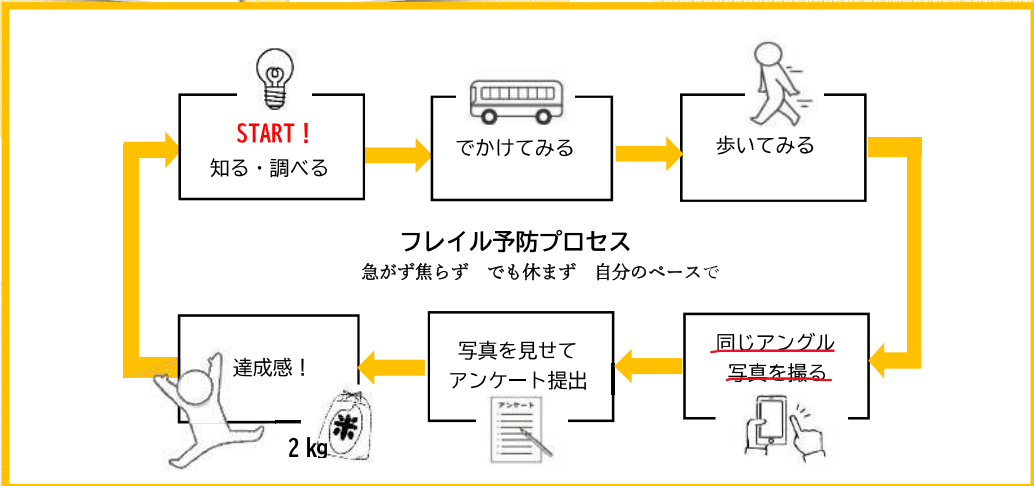 START！
知る・調べる
でかけてみる
歩いてみる
フレイル予防プロセス
急がず焦らず　でも休まず　自分のペースで
達成感！
写真を見せて
アンケート提出
同じアングル
写真を撮る
アンケート
米
2 kg